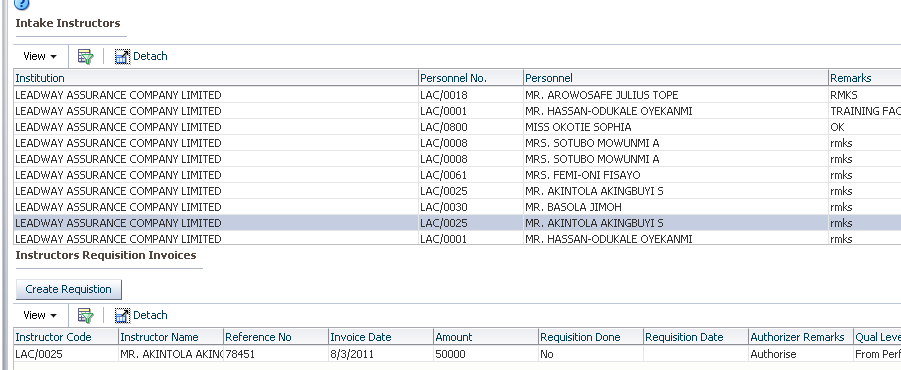 ?
Intake Instructors
View Detach
Institution Personnel No. Personnel Remarks
LEADWAY ASSURANCE COMPANY LIMITED LAC/0018 MR. AROWOSAFE JULIUS TOPE RMKS
LEADWAY ASSURANCE COMPANY LIMITED LAC/0001 MR. HASSAN-ODUKALE OYEKANMI TRAINING FAC
LEADWAY ASSURANCE COMPANY LIMITED LAC/0800 MISS OKOTIE SOPHIA OK
LEADWAY ASSURANCE COMPANY LIMITED LAC/0008 MRS. SOTUBO MOWUNMI A rmks
LEADWAY ASSURANCE COMPANY LIMITED LAC/0008 MRS. SOTUBO MOWUNMI A rmks
LEADWAY ASSURANCE COMPANY LIMITED LAC/0061 MRS. FEMI-ONI FISAYO rmks
LEADWAY ASSURANCE COMPANY LIMITED LAC/0025 MR. AKINTOLA AKINGBUYI S rmks
LEADWAY ASSURANCE COMPANY LIMITED LAC/0030 MR. BASOLA JIMOH rmks
LEADWAY ASSURANCE COMPANY LIMITED LAC/0025 MR. AKINTOLA AKINGBUYI S rmks
LEADWAY ASSURANCE COMPANY LIMITED LAC/0001 MR. HASSAN-ODUKALE OYEKANMI rmks
Instructors Requisition Invoices
Create Requistion
View Detach
Instructor Code Instructor Name Reference No Invoice Date Amount Requisition Done Requisition Date Authorizer Remarks Qual Leve
LAC/0025 MR. AKINTOLA AKIN 78451 8/3/2011 50000 No Authorise From Perf